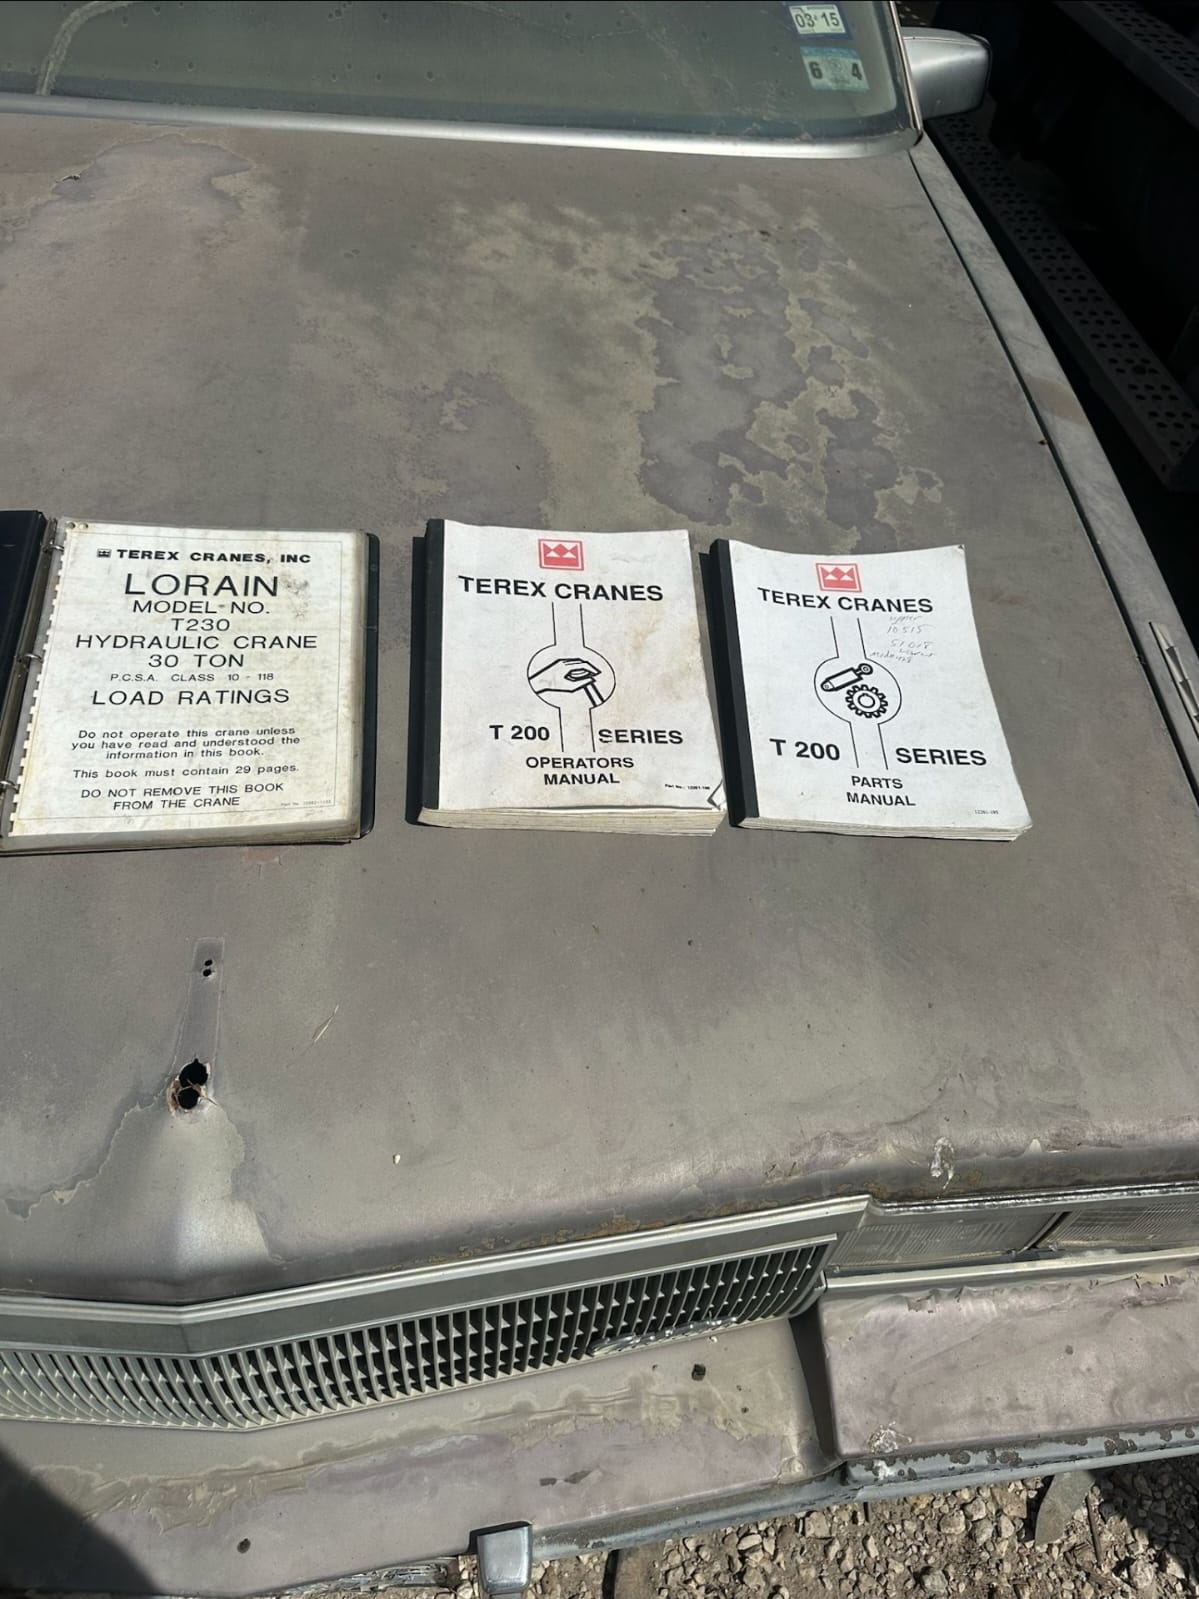 03 15
6 4
TEREX CRANES, INC
LORAIN
MODEL NO.
T230
HYDRAULIC CRANE
30 TON
P.C.S.A. CLASS 10 - 118
LOAD RATINGS
Do not operate this crane unless
you have read and understood the
information in this book.
This book must contain 29 pages.
DO NOT REMOVE THIS BOOK
FROM THE CRANE
TEREX CRANES
T 200 SERIES
OPERATORS
MANUAL
TEREX CRANES
upper
10515
51018
T 200 SERIES
PARTS
MANUAL